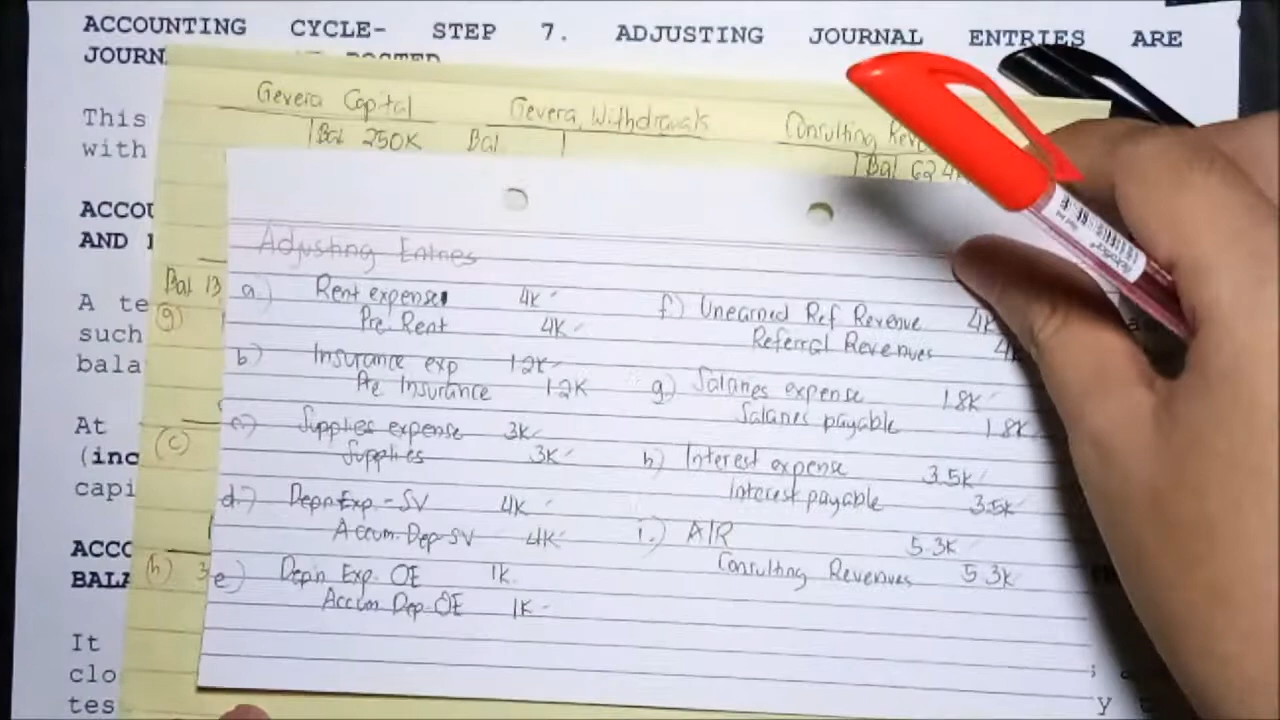 ACCOUNTING CYCLE- STEP 7. ADJUSTING JOURNAL ENTRIES ARE
JOURN
This
with
ACCOU
AND
A te
such
bala
At
(inc
capi
ACCO
BALA
It
clo
tes
Gevera Capital
Bal 250K
Gevera, Withdrawals
Bal
Consulting Rev
Bal 62.4
Bal 13
(g)
(c)
(h) 3
Adjusting Entries
a.) Rent expense 4K
Pre Rent 4K
b) Insurance exp 1.2K
Pre Insurance 1.2K
c.) Supplies expense 3K
Supplies 3K
d.) Depn Exp.-SV 4K
Accum. Dep-SV 4K
e) Dep'n Exp. OE 1K
Accum Dep-OE 1K
f.) Unearned Ref Revenue 4K
Referral Revenues 4K
g.) Salaries expense 1.8K
Salaries payable 1.8K
h) Interest expense 3.5K
Interest payable 3.5K
i.) A/R 5.3K
Consulting Revenues 5.3K